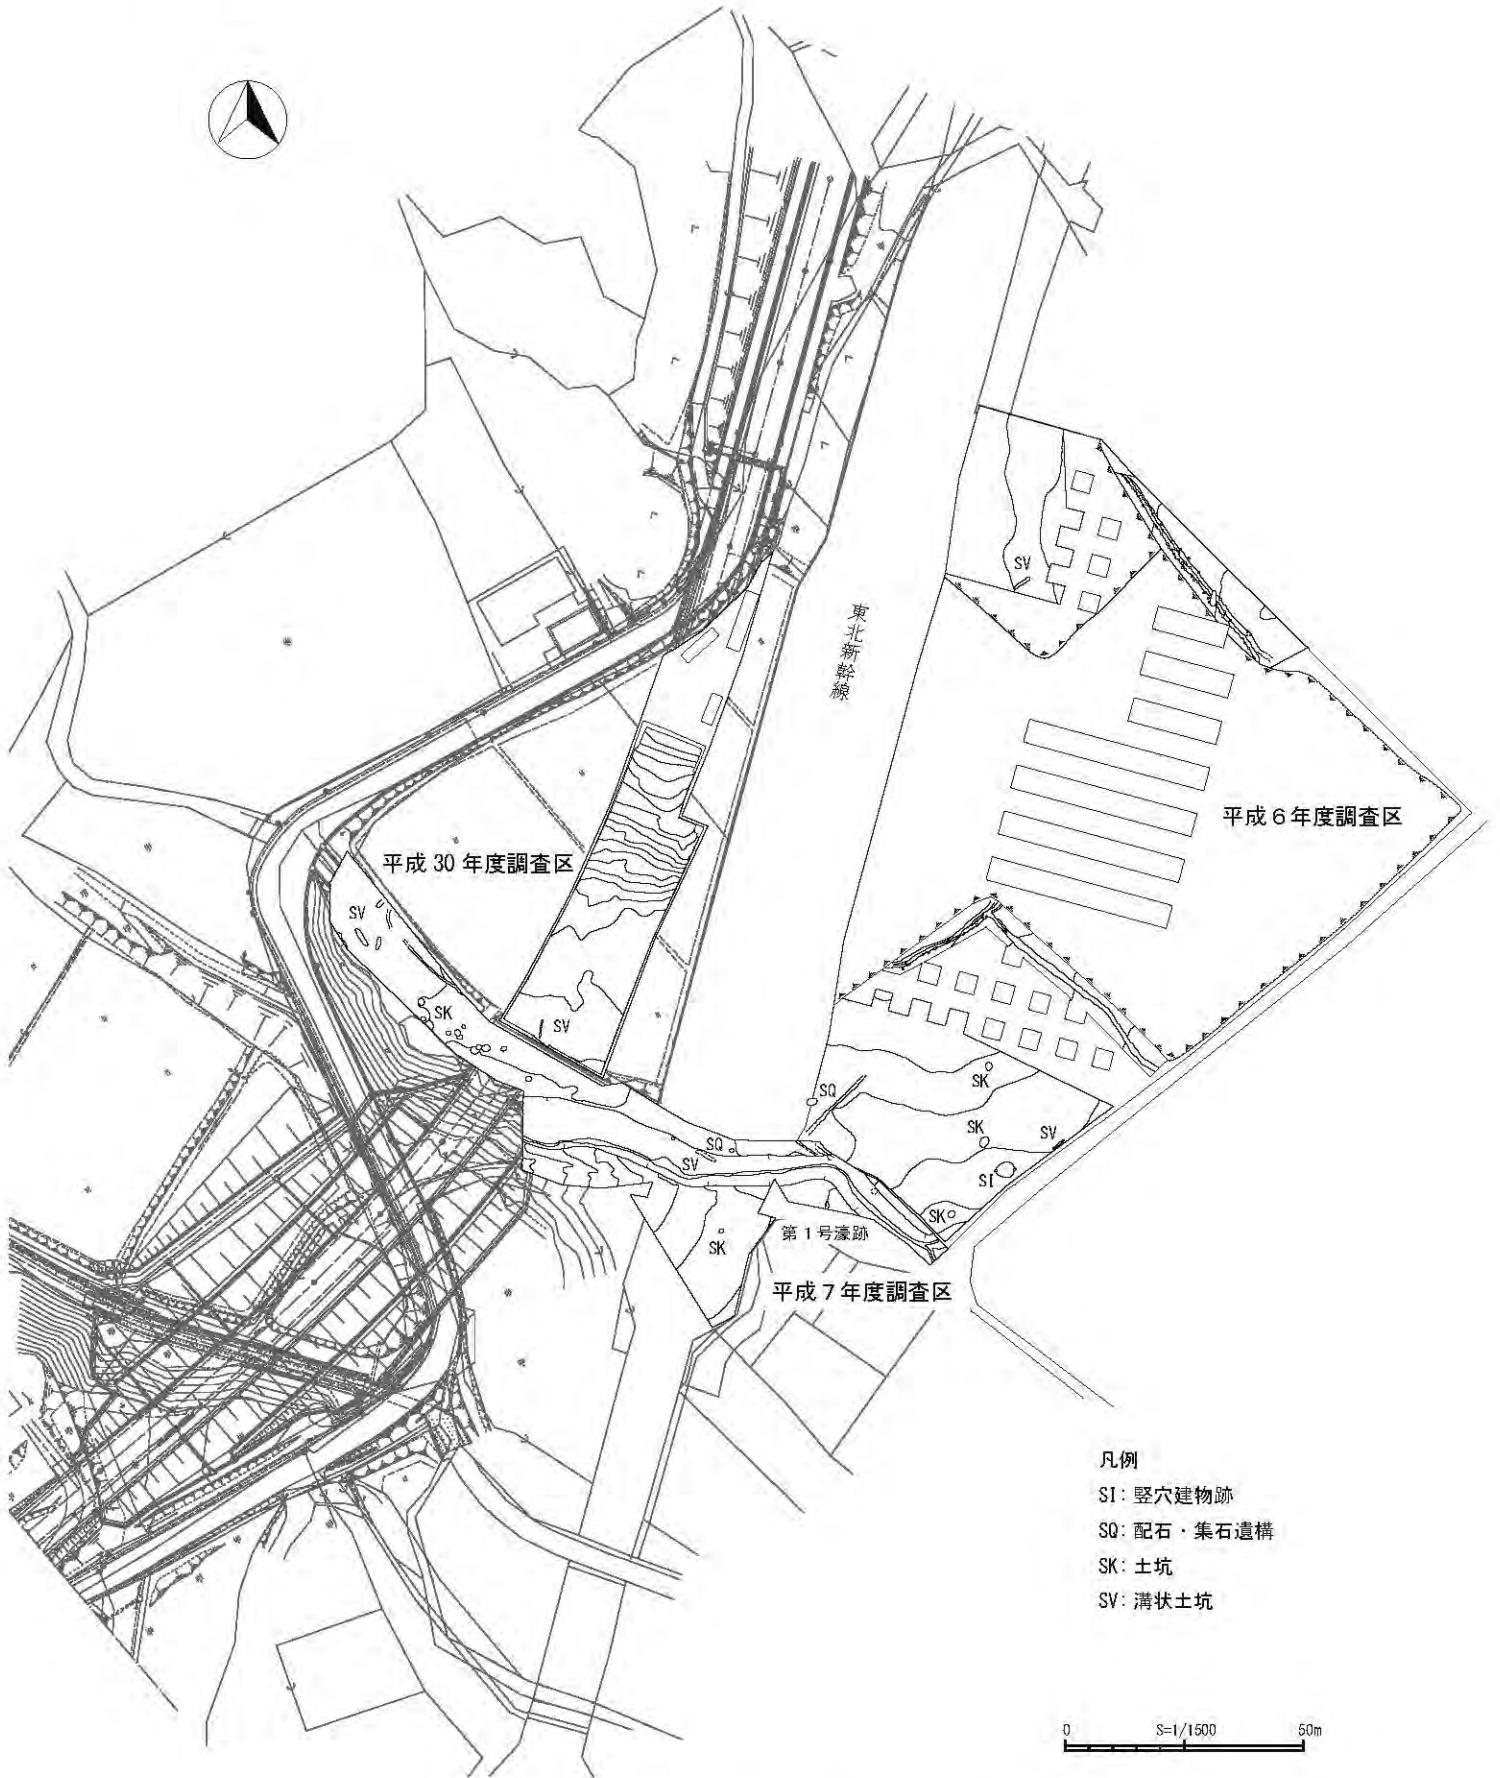 SV
東北新幹線
平成6年度調査区
平成30年度調査区
SV
SK
SV
SK
SQ
SK
SV
SQ
SV
SI
SK
第1号濠跡
SK
平成7年度調査区
凡例
SI：竪穴建物跡
SQ：配石・集石遺構
SK：土坑
SV：溝状土坑
0 S=1/1500 50m